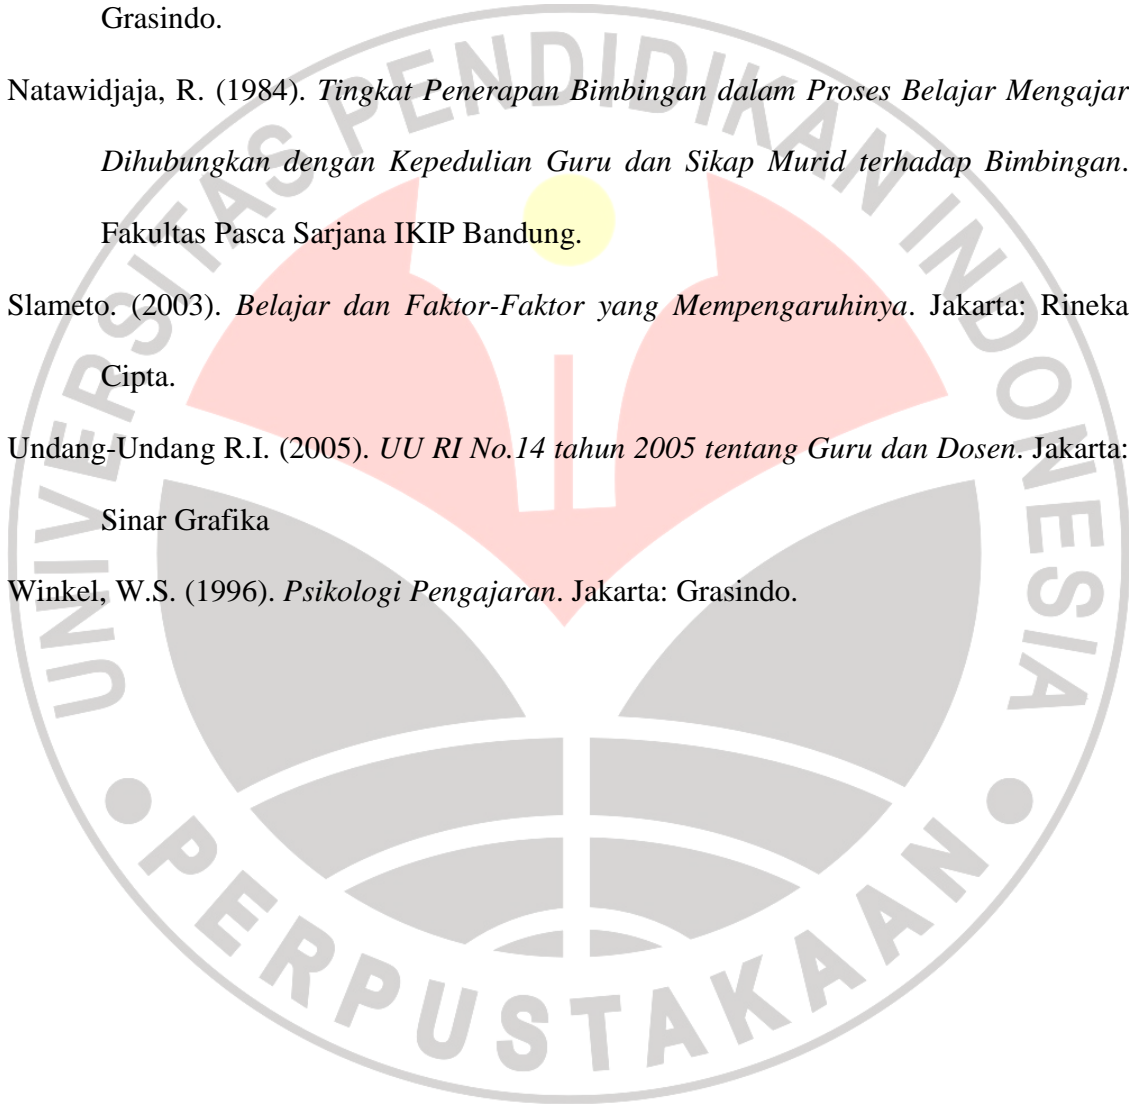 Grasindo.
Natawidjaja, R. (1984). Tingkat Penerapan Bimbingan dalam Proses Belajar Mengajar
Dihubungkan dengan Kepedulian Guru dan Sikap Murid terhadap Bimbingan.
Fakultas Pasca Sarjana IKIP Bandung.
Slameto. (2003). Belajar dan Faktor-Faktor yang Mempengaruhinya. Jakarta: Rineka
Cipta.
Undang-Undang R.I. (2005). UU RI No.14 tahun 2005 tentang Guru dan Dosen. Jakarta:
Sinar Grafika
Winkel, W.S. (1996). Psikologi Pengajaran. Jakarta: Grasindo.
UNIVERSITAS PENDIDIKAN INDONESIA
PERPUSTAKAAN